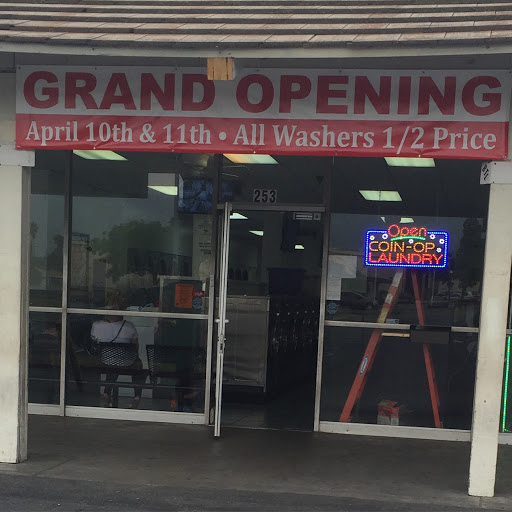 GRAND OPENING
April 10th & 11th • All Washers 1/2 Price
253
Open
COIN-OP
LAUNDRY